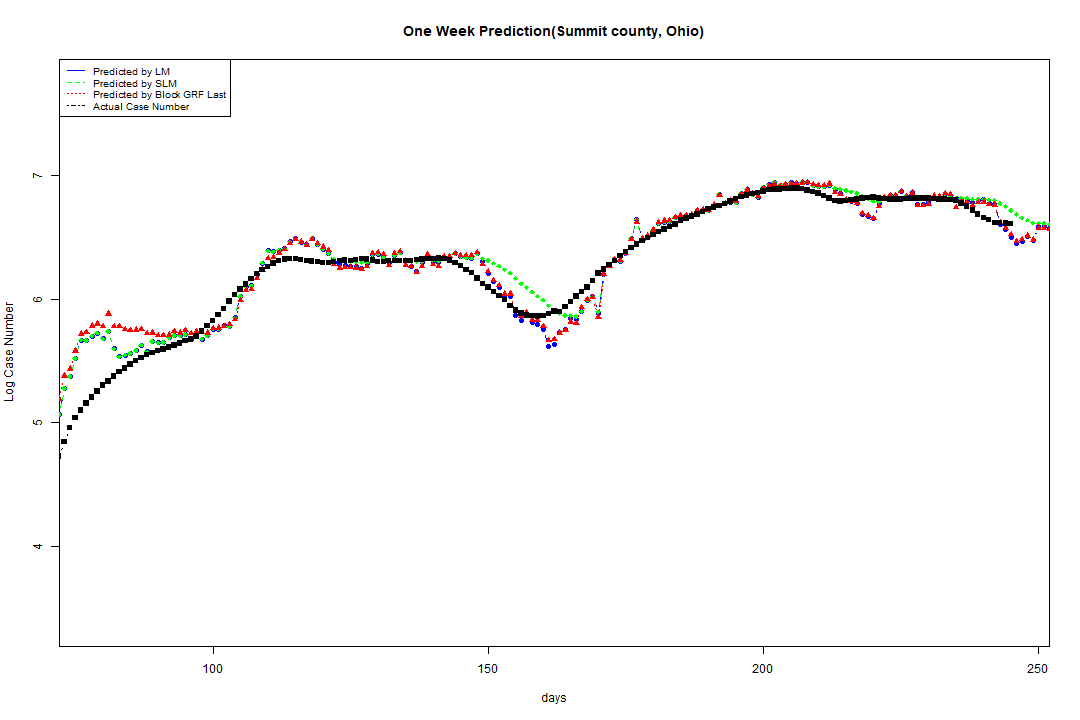 One Week Prediction(Summit county, Ohio)
Predicted by LM
Predicted by SLM
Predicted by Block GRF Last
Actual Case Number
7
6
5
4
Log Case Number
100
150
200
250
days